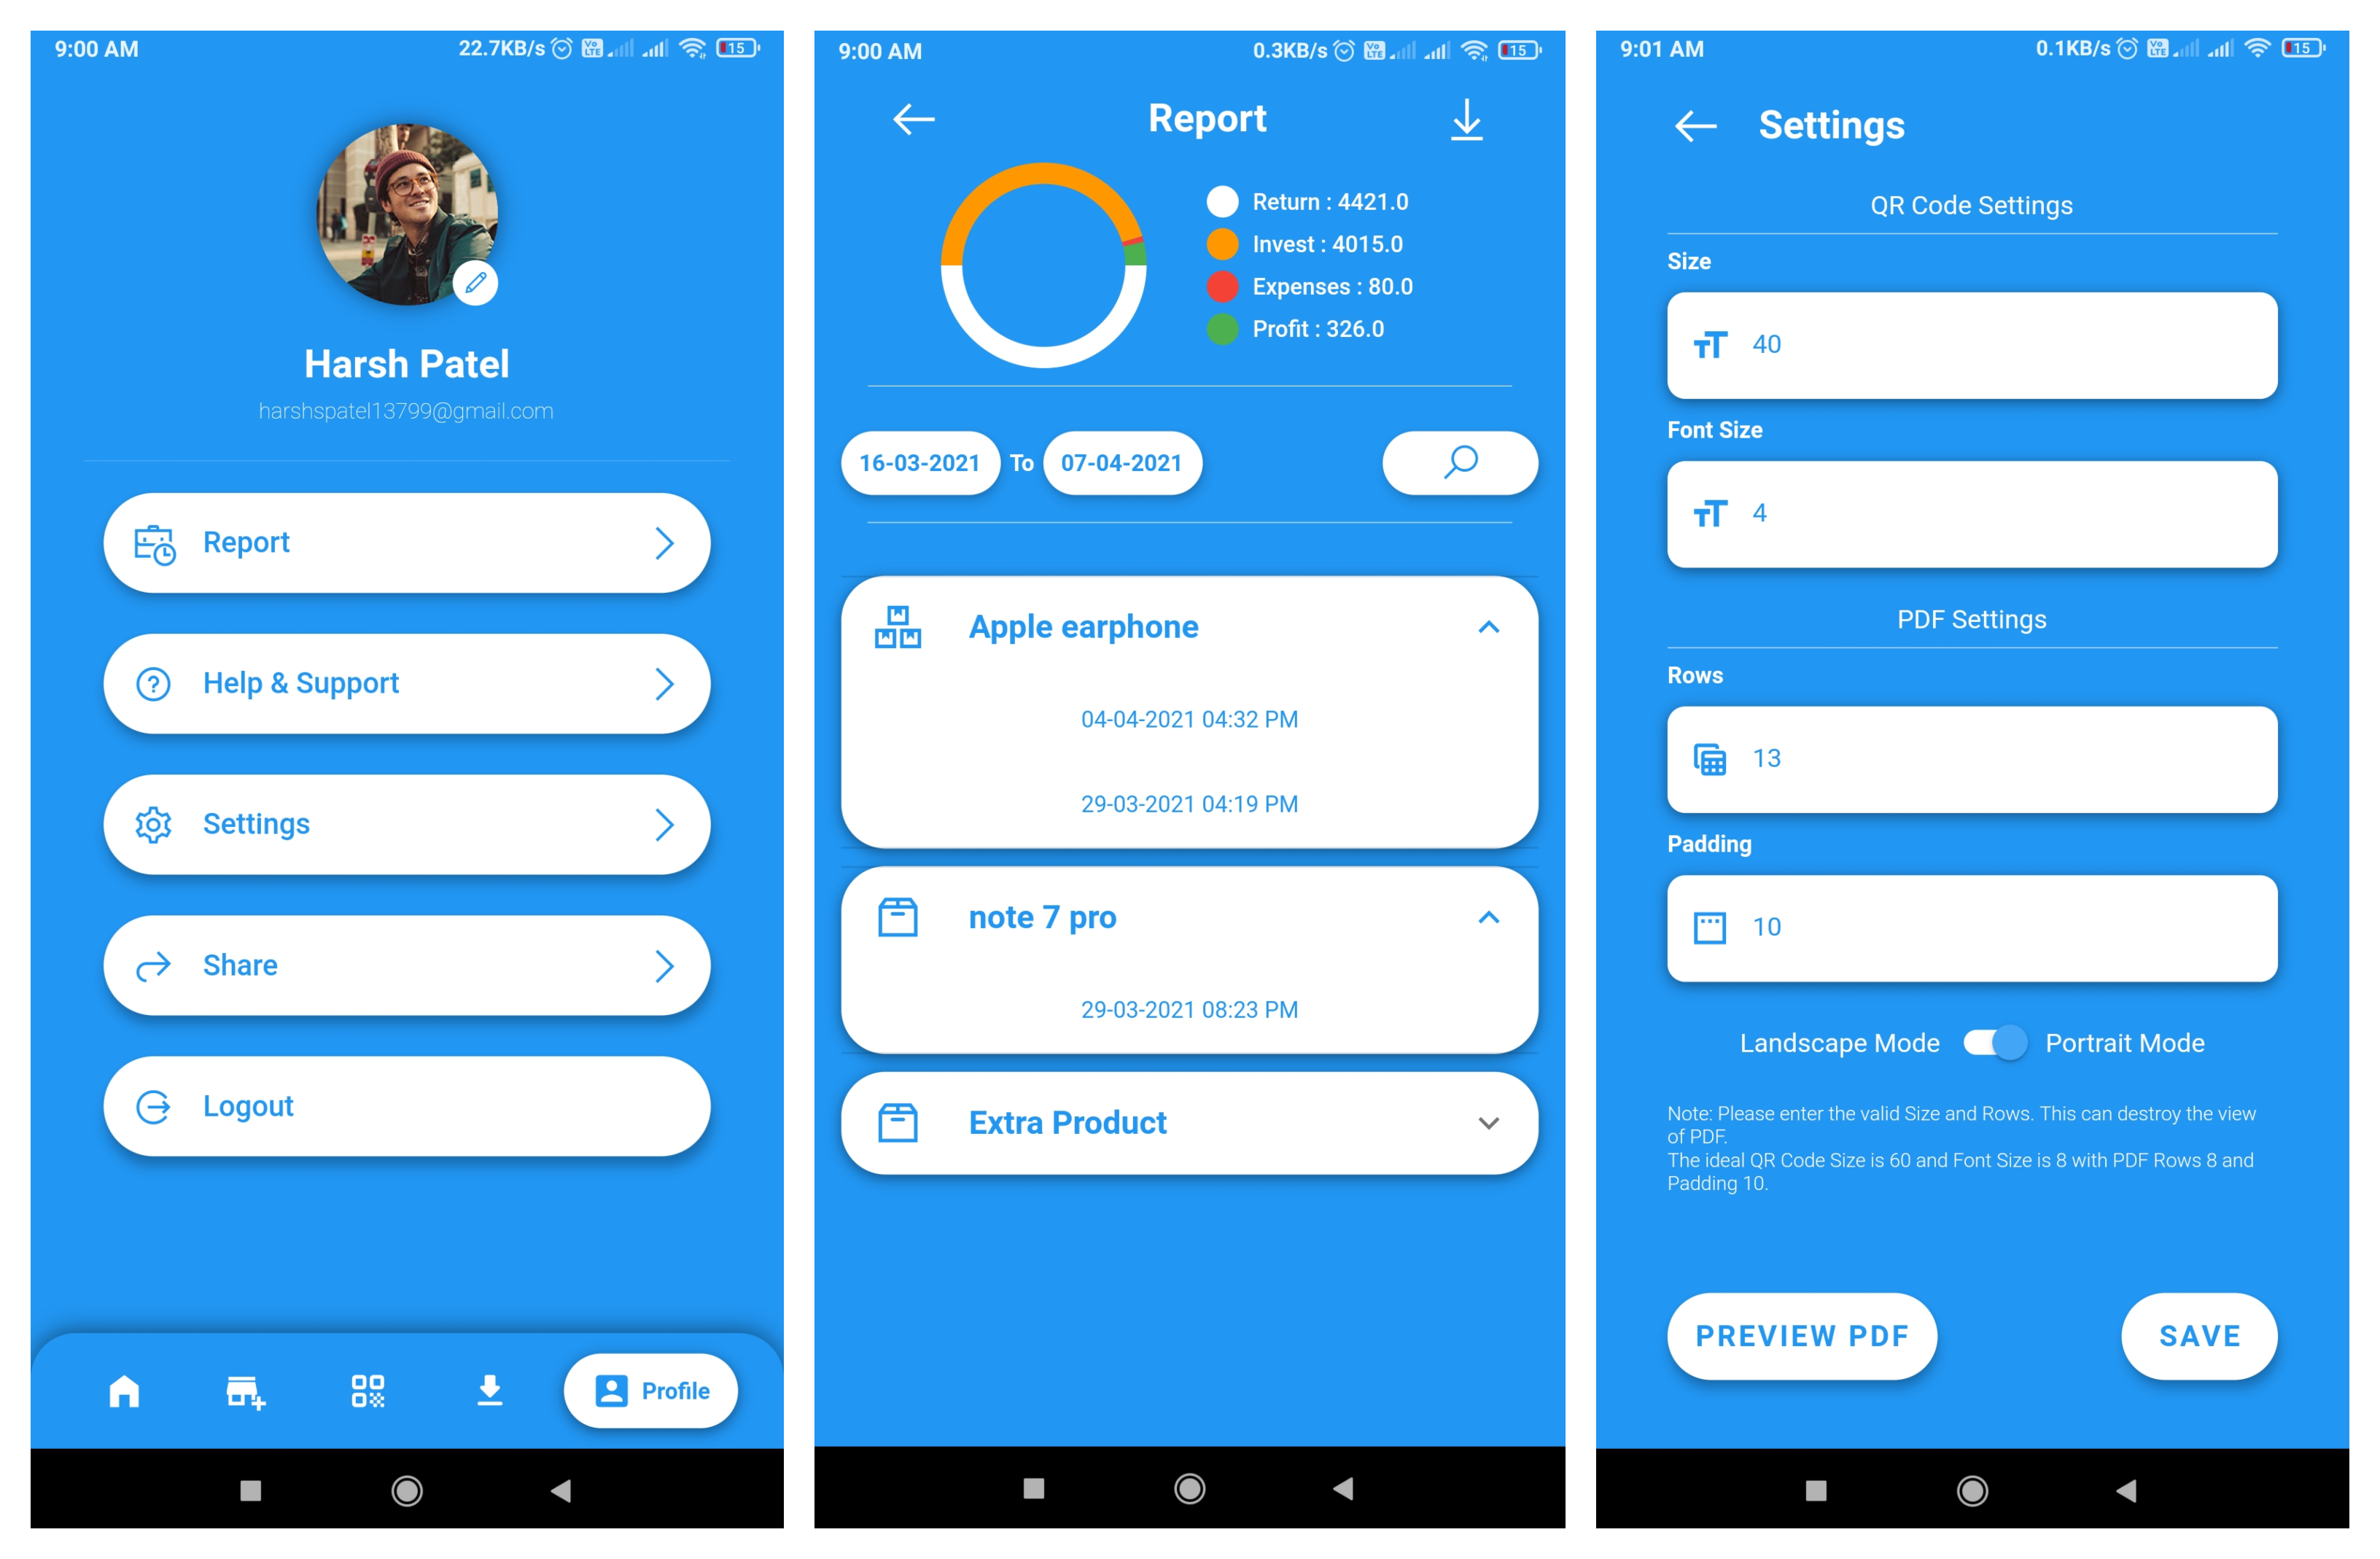 9:00 AM
22.7KB/s
Vo LTE
15
Harsh Patel
harshspatel13799@gmail.com
Report
Help & Support
Settings
Share
Logout
Profile
9:00 AM
0.3KB/s
Vo LTE
15
Report
Return : 4421.0
Invest : 4015.0
Expenses : 80.0
Profit : 326.0
16-03-2021 To 07-04-2021
Apple earphone
04-04-2021 04:32 PM
29-03-2021 04:19 PM
note 7 pro
29-03-2021 08:23 PM
Extra Product
9:01 AM
0.1KB/s
Vo LTE
15
Settings
QR Code Settings
Size
40
Font Size
4
PDF Settings
Rows
13
Padding
10
Landscape Mode
Portrait Mode
Note: Please enter the valid Size and Rows. This can destroy the view
of PDF.
The ideal QR Code Size is 60 and Font Size is 8 with PDF Rows 8 and
Padding 10.
PREVIEW PDF
SAVE